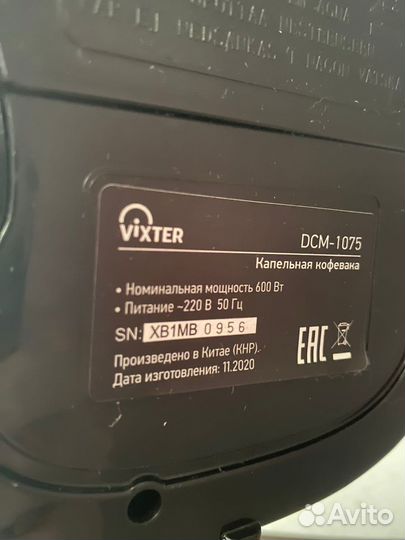 VIXTER
DCM-1075
Капельная кофевака
• Номинальная мощность 600 Вт
• Питание ~220 В 50 Гц
SN: XB1MB 0956
Произведено в Китае (КНР).
Дата изготовления: 11.2020
EAC
Avito